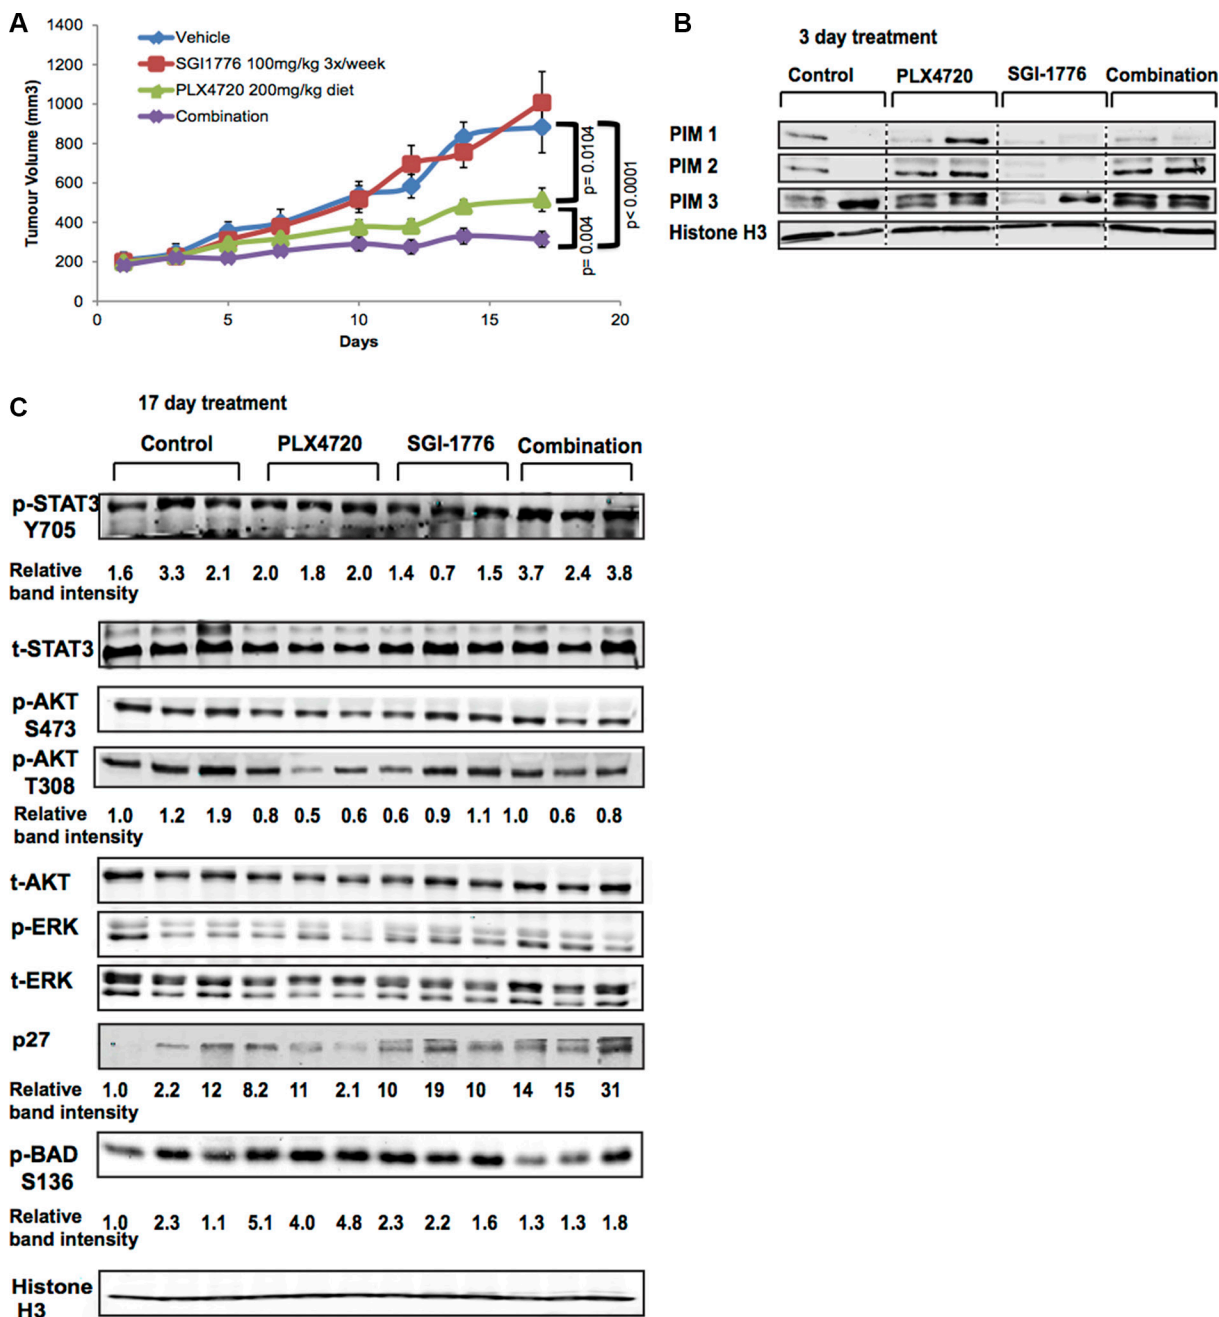 A
1400
1200
1000
800
600
400
200
0
Tumour Volume (mm3)
Vehicle
SGI1776 100mg/kg 3x/week
PLX4720 200mg/kg diet
Combination
p= 0.0104
p= 0.004
p< 0.0001
0 5 10 15 20
Days
B
3 day treatment
Control PLX4720 SGI-1776 Combination
PIM 1
PIM 2
PIM 3
Histone H3
C
17 day treatment
Control PLX4720 SGI-1776 Combination
p-STAT3
Y705
Relative
band intensity
1.6 3.3 2.1 2.0 1.8 2.0 1.4 0.7 1.5 3.7 2.4 3.8
t-STAT3
p-AKT
S473
p-AKT
T308
Relative
band intensity
1.0 1.2 1.9 0.8 0.5 0.6 0.6 0.9 1.1 1.0 0.6 0.8
t-AKT
p-ERK
t-ERK
p27
Relative
band intensity
1.0 2.2 12 8.2 11 2.1 10 19 10 14 15 31
p-BAD
S136
Relative
band intensity
1.0 2.3 1.1 5.1 4.0 4.8 2.3 2.2 1.6 1.3 1.3 1.8
Histone
H3